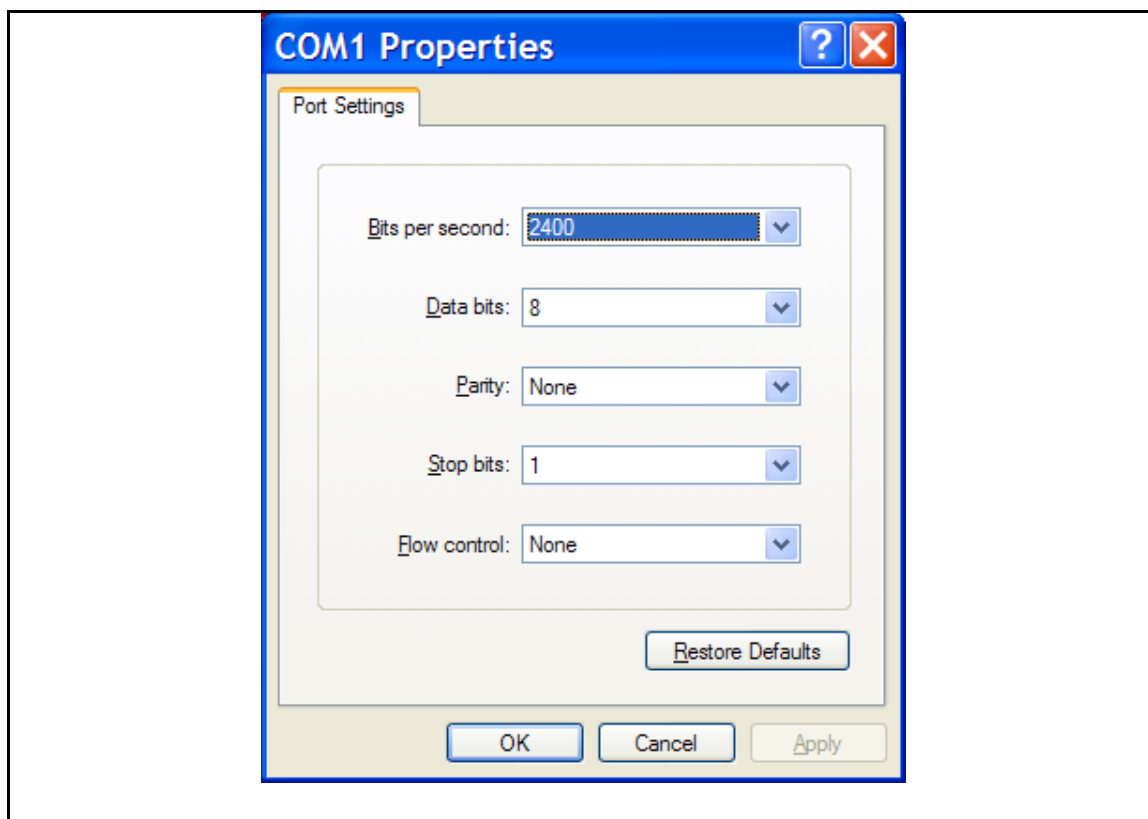 COM1 Properties
Port Settings
Bits per second: 2400
Data bits: 8
Parity: None
Stop bits: 1
Flow control: None
Restore Defaults
OK Cancel Apply